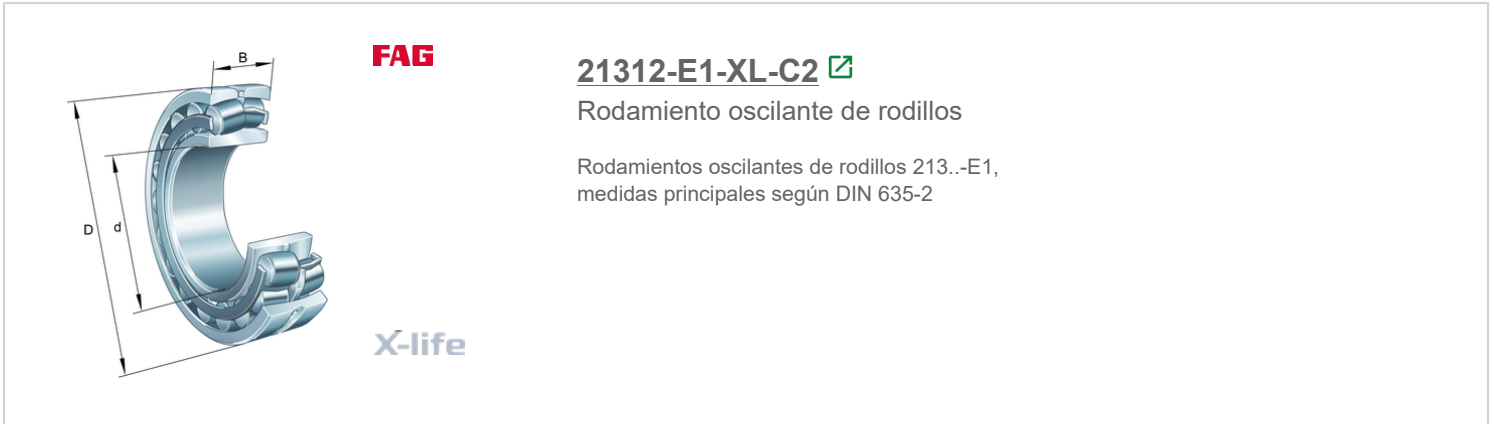 FAG
B
D
d
X-life
21312-E1-XL-C2
Rodamiento oscilante de rodillos
Rodamientos oscilantes de rodillos 213..-E1,
medidas principales según DIN 635-2